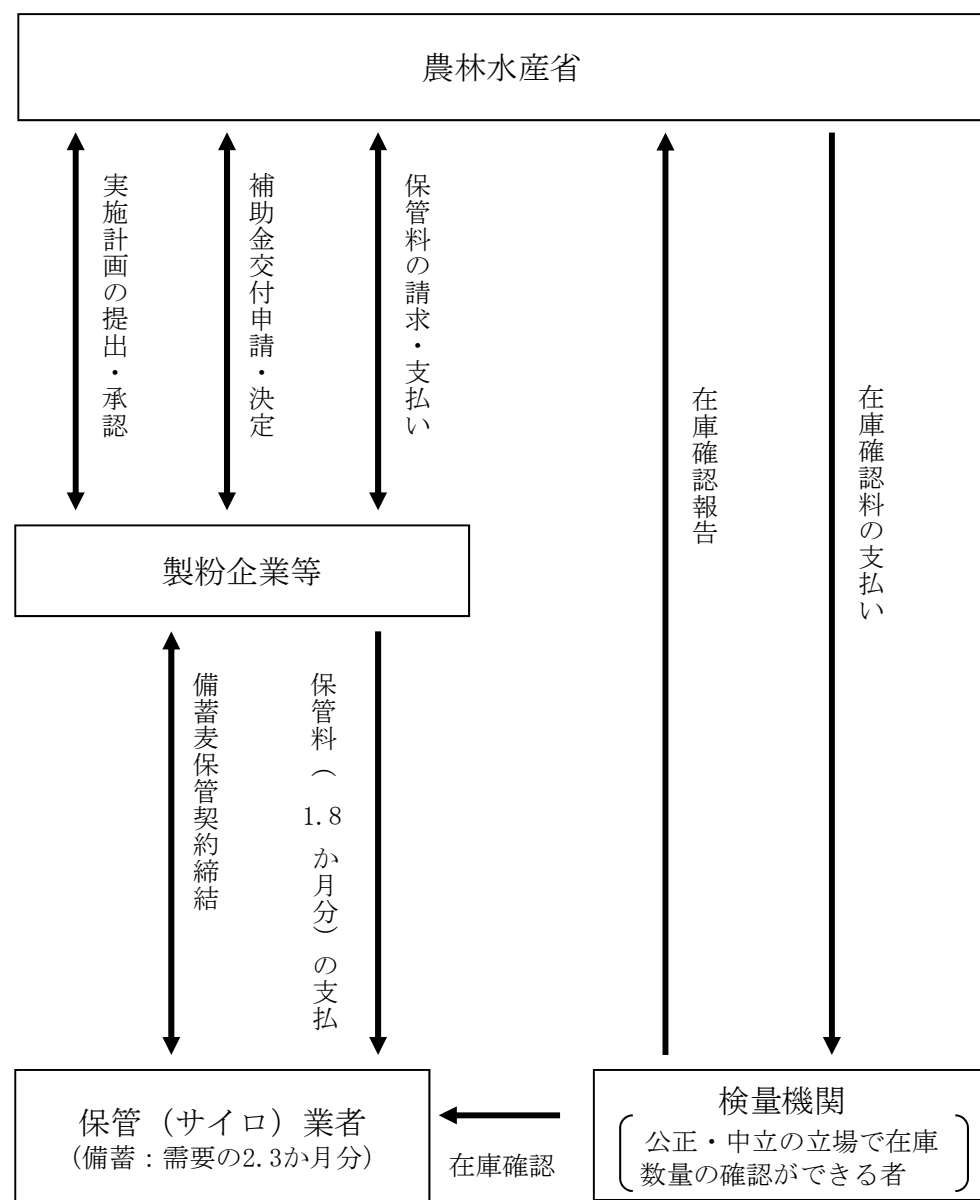 農林水産省
実施計画の提出・承認
補助金交付申請・決定
保管料の請求・支払い
在庫確認報告
在庫確認料の支払い
製粉企業等
備蓄麦保管契約締結
保管料(1.8か月分)の支払
保管(サイロ)業者
(備蓄:需要の2.3か月分)
在庫確認
検量機関
公正・中立の立場で在庫
数量の確認ができる者